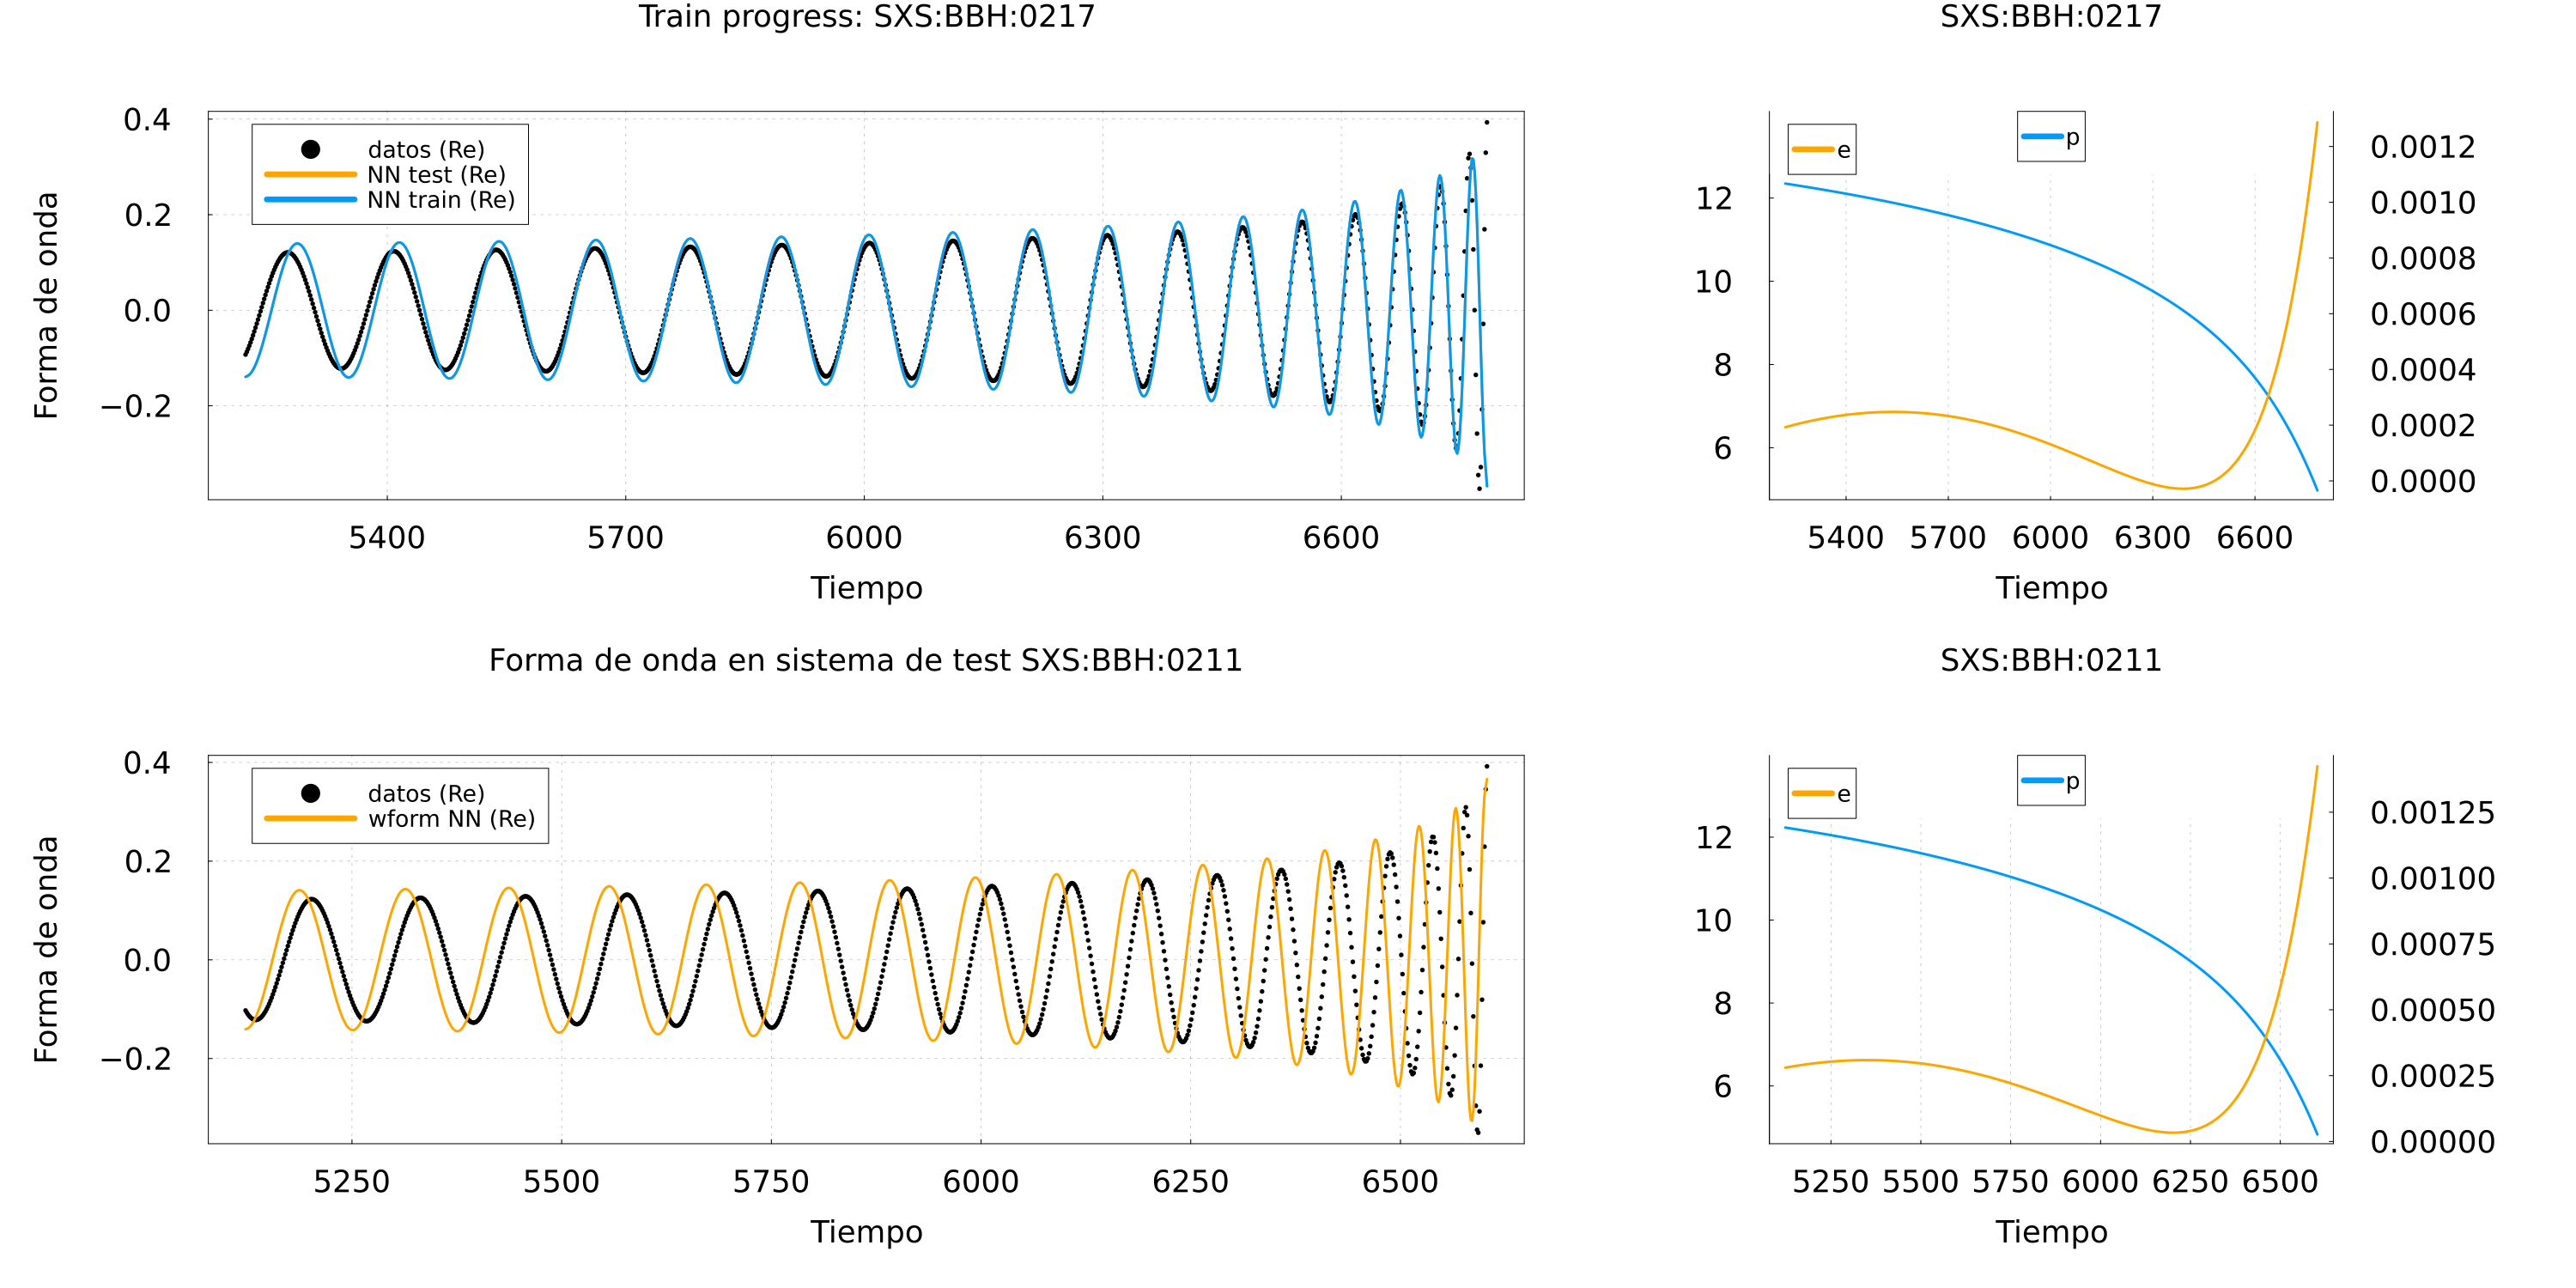 Train progress: SXS:BBH:0217
Forma de onda
0.4
0.2
0.0
−0.2
datos (Re)
NN test (Re)
NN train (Re)
5400 5700 6000 6300 6600
Tiempo
SXS:BBH:0217
e
p
12
10
8
6
0.0012
0.0010
0.0008
0.0006
0.0004
0.0002
0.0000
5400 5700 6000 6300 6600
Tiempo
Forma de onda en sistema de test SXS:BBH:0211
Forma de onda
0.4
0.2
0.0
−0.2
datos (Re)
wform NN (Re)
5250 5500 5750 6000 6250 6500
Tiempo
SXS:BBH:0211
e
p
12
10
8
6
0.00125
0.00100
0.00075
0.00050
0.00025
0.00000
5250 5500 5750 6000 6250 6500
Tiempo